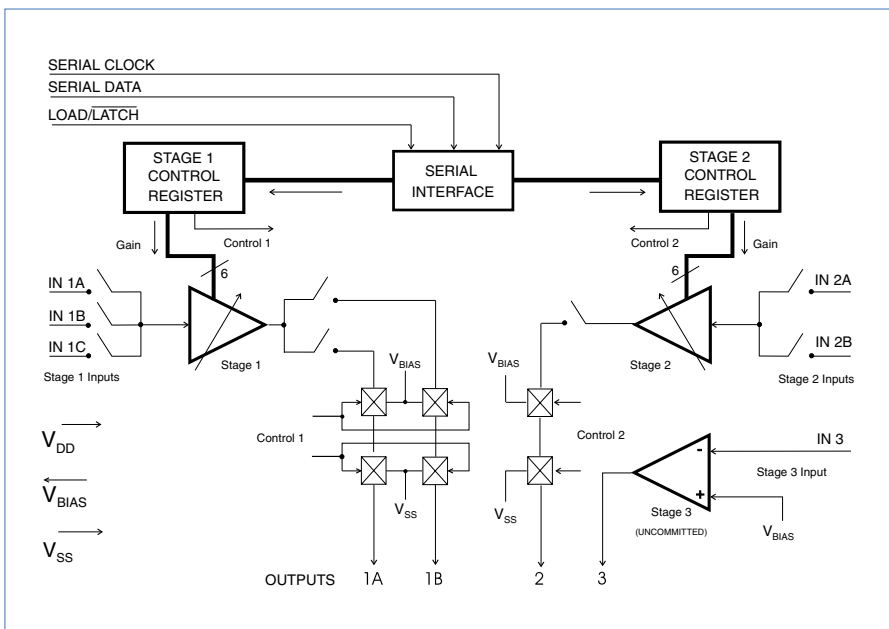 SERIAL CLOCK
SERIAL DATA
LOAD/LATCH
STAGE 1
CONTROL
REGISTER
SERIAL
INTERFACE
STAGE 2
CONTROL
REGISTER
Gain
Control 1
Control 2
Gain
6
6
IN 1A
IN 1B
IN 1C
Stage 1 Inputs
Stage 1
IN 2A
IN 2B
Stage 2
Stage 2 Inputs
VBIAS
VBIAS
Control 1
Control 2
VSS
VSS
VDD
VBIAS
VSS
-
+
IN 3
Stage 3 Input
Stage 3
(UNCOMMITTED)
VBIAS
OUTPUTS 1A 1B 2 3